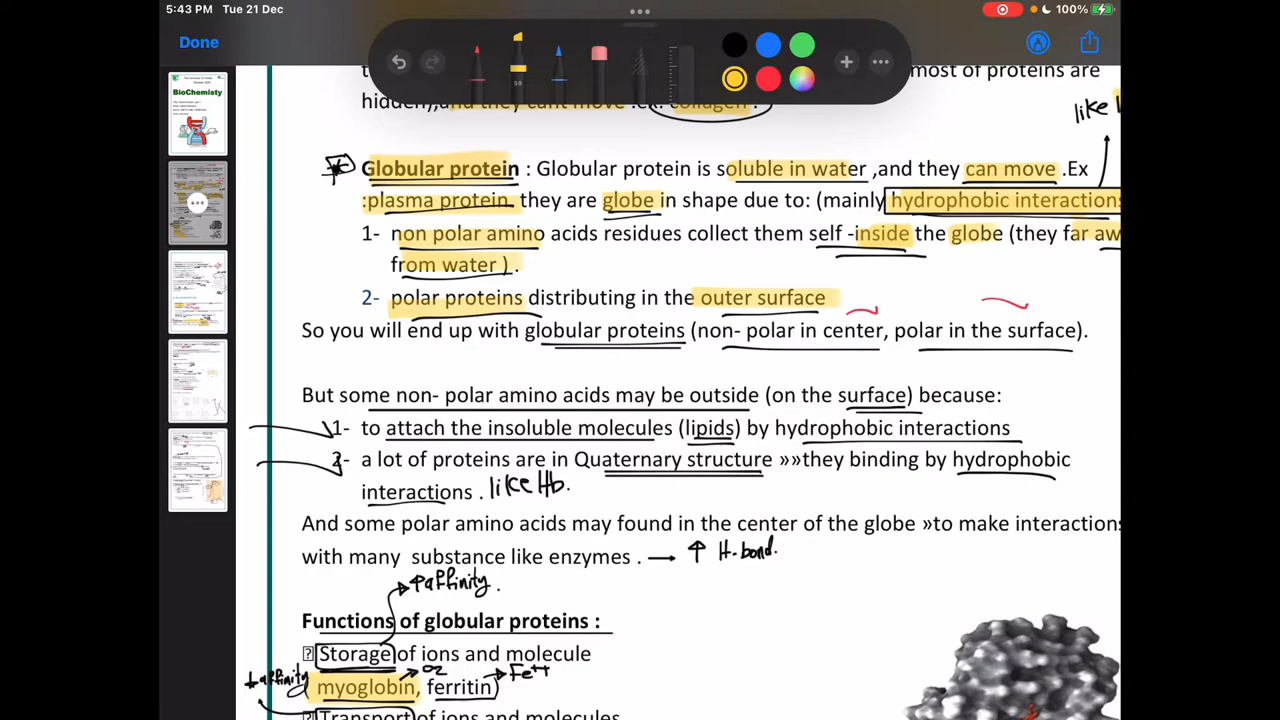 5:43 PM Tue 21 Dec
100%
Done
BioChemisty
most of proteins are
hidden),and they cant move
collagen
like
Globular protein : Globular protein is soluble in water ,and they can move .Ex
:plasma protein they are globe in shape due to: (mainly hydrophobic interactions
1- non polar amino acids residues collect them self -inside the globe (they far aw
from water ) .
2- polar proteins distributed in the outer surface
So you will end up with globular proteins (non- polar in center, polar in the surface).
But some non- polar amino acids may be outside (on the surface) because:
1- to attach the insoluble molecules (lipids) by hydrophobic interactions
2- a lot of proteins are in Quaternary structure »»they binding by hydrophobic
interactions . like Hb.
And some polar amino acids may found in the center of the globe »to make interactions
with many substance like enzymes . → ↑ H-bond.
↑affinity .
Functions of globular proteins :
Storage of ions and molecule
↓affinity O2 Fe++
( myoglobin, ferritin)
Transport of ions and molecules